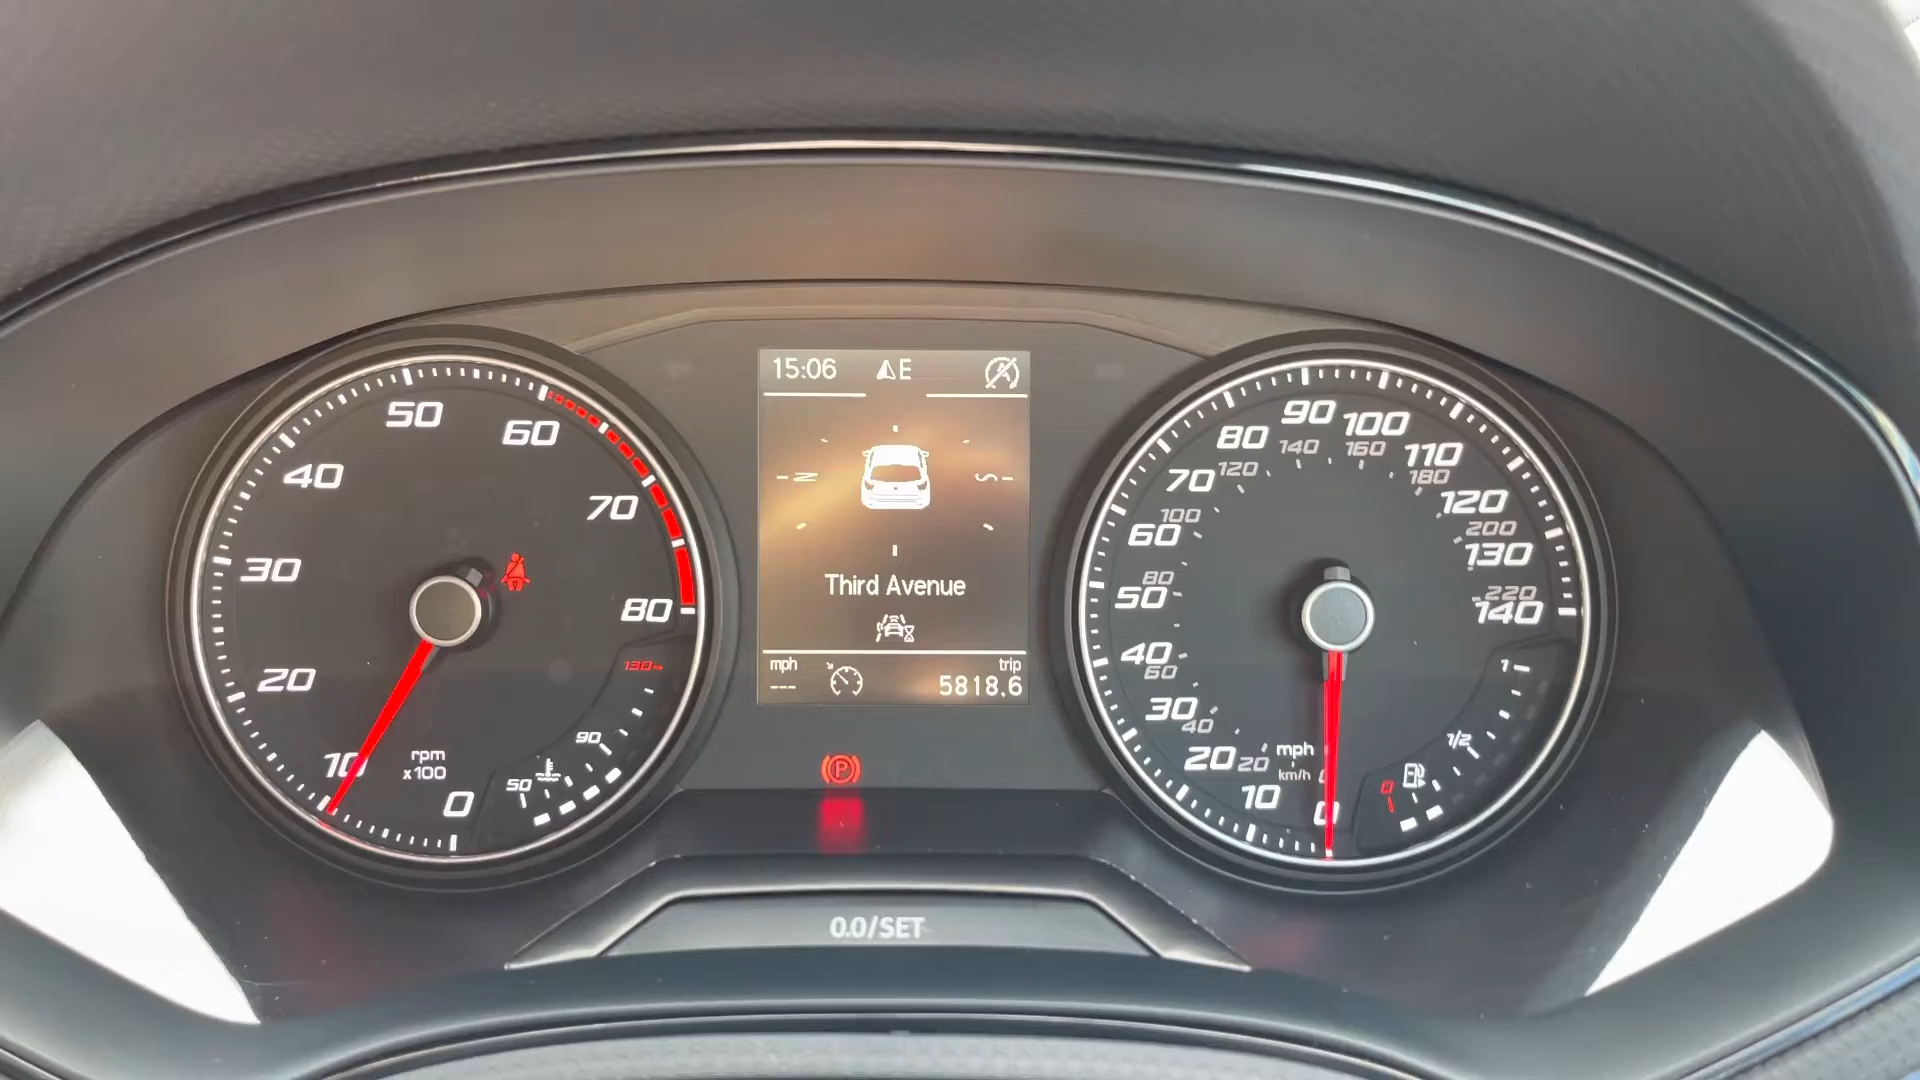 50
60
40
70
30
80
20
130
10
rpm
x100
90
50
0
15:06 E
N S
Third Avenue
mph trip
--- 5818.6
P
0.0/SET
90 100
80 110
140 160
70 120 180
120
100 200
60 130
80 220
50 140
40
60 1
30
40 1/2
20 20 mph
km/h 0
10 0 0